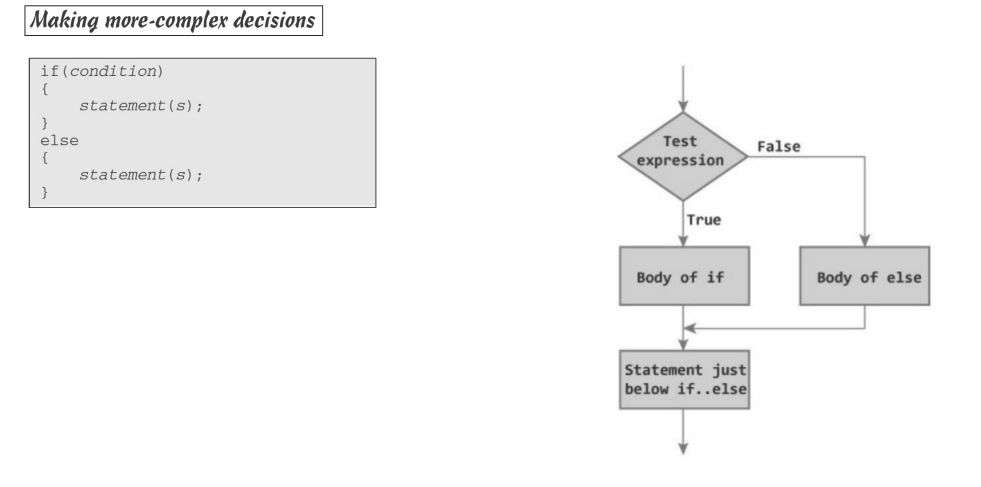 Making more-complex decisions
if(condition)
{
    statement(s);
}
else
{
    statement(s);
}
Test
expression
False
True
Body of if
Body of else
Statement just
below if..else